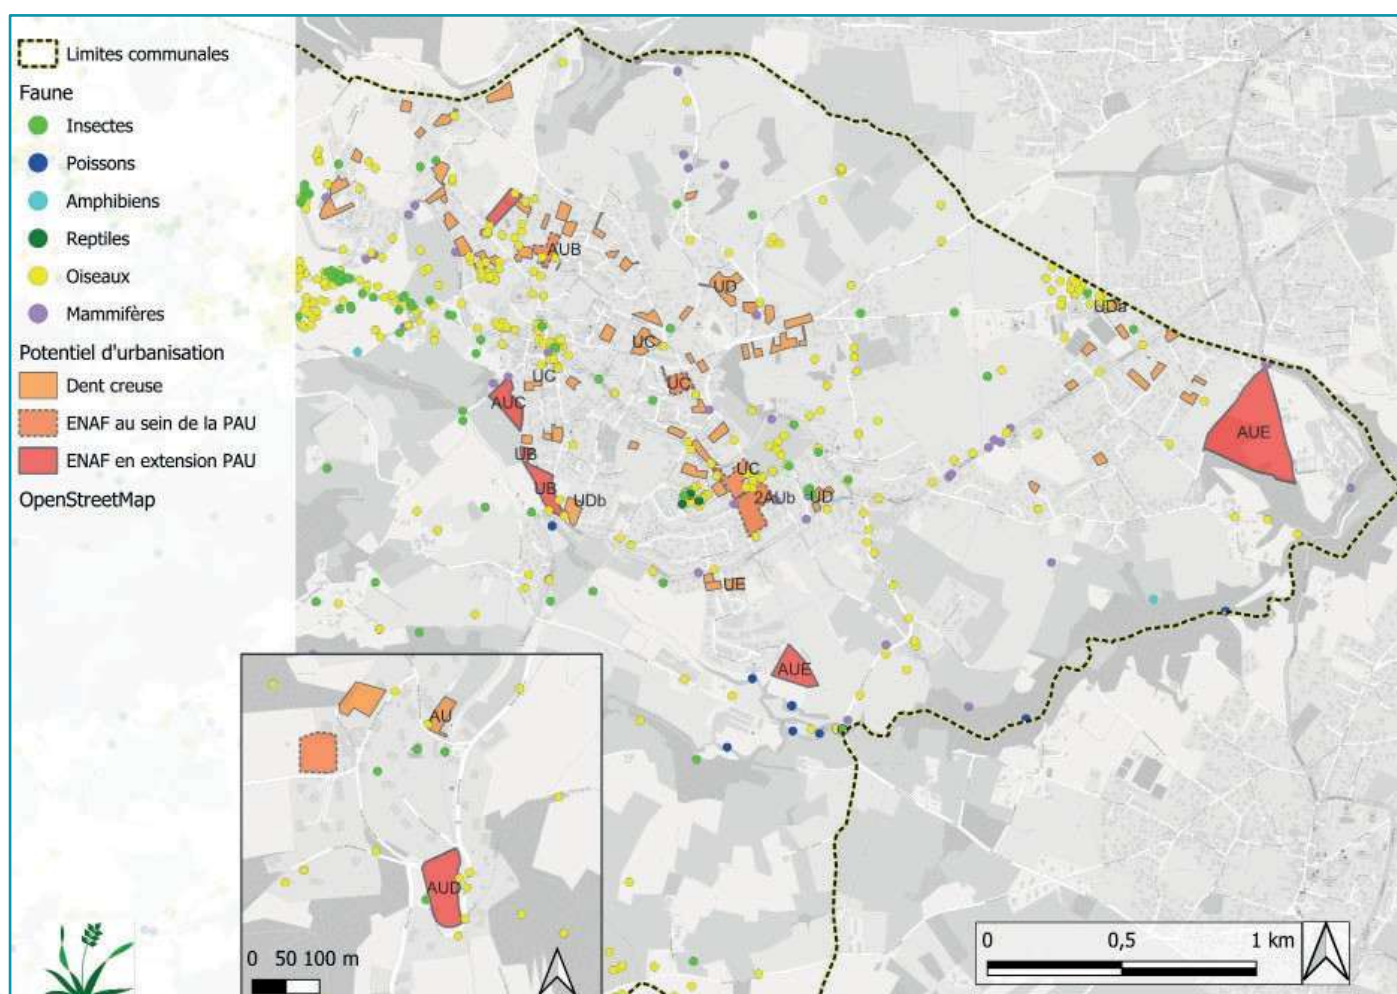 Limites communales
Faune
Insectes
Poissons
Amphibiens
Reptiles
Oiseaux
Mammifères
Potentiel d'urbanisation
Dent creuse
ENAF au sein de la PAU
ENAF en extension PAU
OpenStreetMap
AUB
UD
UDa
UC
UC
UC
AUC
AUE
UB
UC
UB
UDb
2AUb
UD
UE
AUE
AU
AUD
0 50 100 m
0 0,5 1 km